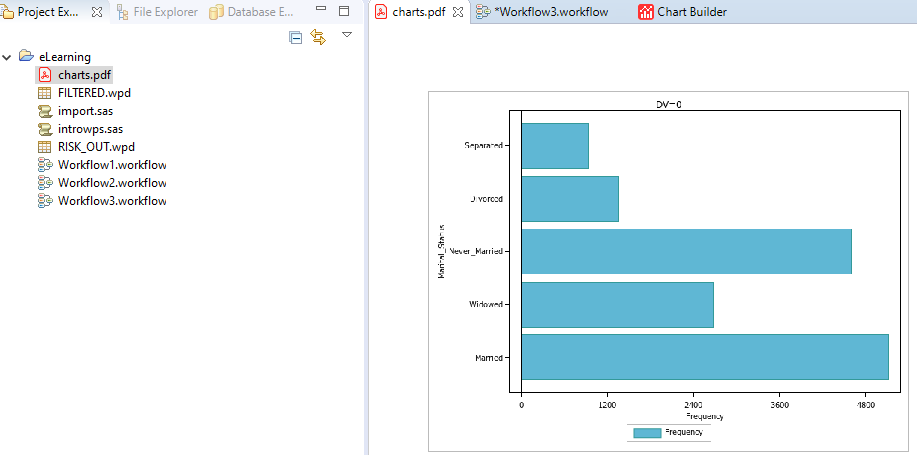 Project Ex...
File Explorer
Database E...
eLearning
charts.pdf
FILTERED.wpd
import.sas
introwps.sas
RISK_OUT.wpd
Workflow1.workflow
Workflow2.workflow
Workflow3.workflow
charts.pdf
*Workflow3.workflow
Chart Builder
DV=0
Marital_Status
Separated
Divorced
Never_Married
Widowed
Married
0 1200 2400 3600 4800
Frequency
Frequency